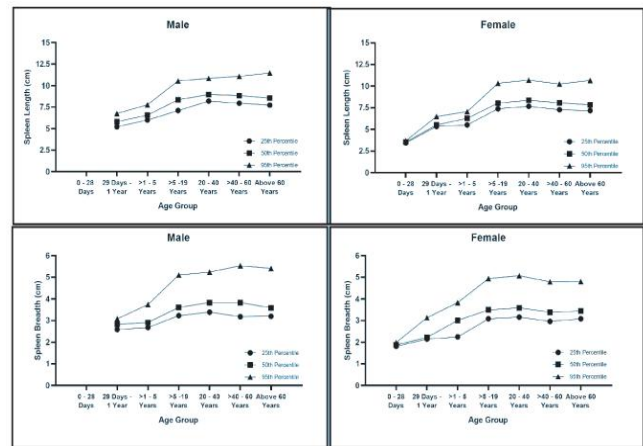 Male
Spleen Length (cm)
15
12.5
10
7.5
5
2.5
0
25th Percentile
50th Percentile
95th Percentile
0 - 28 Days
29 Days - 1 Year
>1 - 5 Years
>5 -19 Years
20 - 40 Years
>40 - 60 Years
Above 60 Years
Age Group
Female
Spleen Length (cm)
15
12.5
10
7.5
5
2.5
0
25th Percentile
50th Percentile
95th Percentile
0 - 28 Days
29 Days - 1 Year
>1 - 5 Years
>5 -19 Years
20 - 40 Years
>40 - 60 Years
Above 60 Years
Age Group
Male
Spleen Breadth (cm)
6
5
4
3
2
1
0
25th Percentile
50th Percentile
95th Percentile
0 - 28 Days
29 Days - 1 Year
>1 - 5 Years
>5 -19 Years
20 - 40 Years
>40 - 60 Years
Above 60 Years
Age Group
Female
Spleen Breadth (cm)
6
5
4
3
2
1
0
25th Percentile
50th Percentile
95th Percentile
0 - 28 Days
29 Days - 1 Year
>1 - 5 Years
>5 -19 Years
20 - 40 Years
>40 - 60 Years
Above 60 Years
Age Group